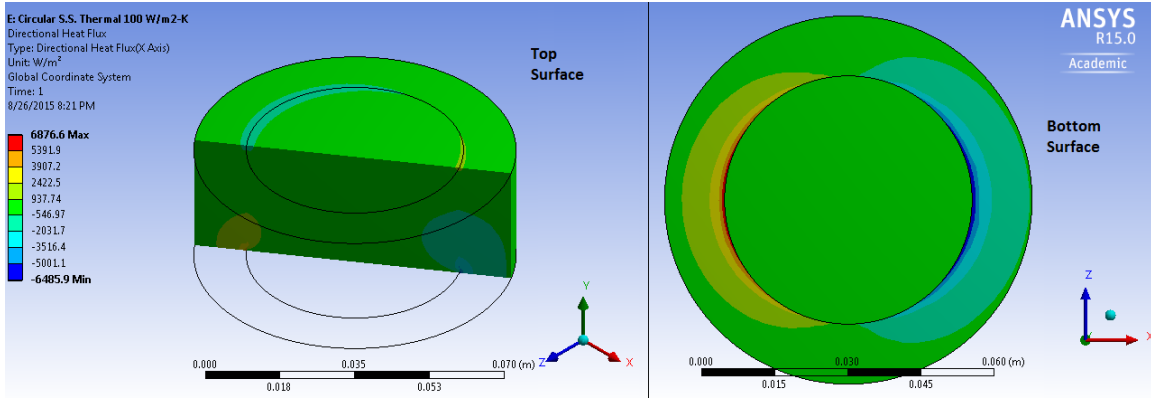 E: Circular S.S. Thermal 100 W/m2-K
Directional Heat Flux
Type: Directional Heat Flux(X Axis)
Unit: W/m²
Global Coordinate System
Time: 1
8/26/2015 8:21 PM
6876.6 Max
5391.9
3907.2
2422.5
937.74
-546.97
-2031.7
-3516.4
-5001.1
-6485.9 Min
Top
Surface
Y
Z
X
0.000
0.035
0.070 (m)
0.018
0.053
ANSYS
R15.0
Academic
Bottom
Surface
Z
Y
X
0.000
0.030
0.060 (m)
0.015
0.045